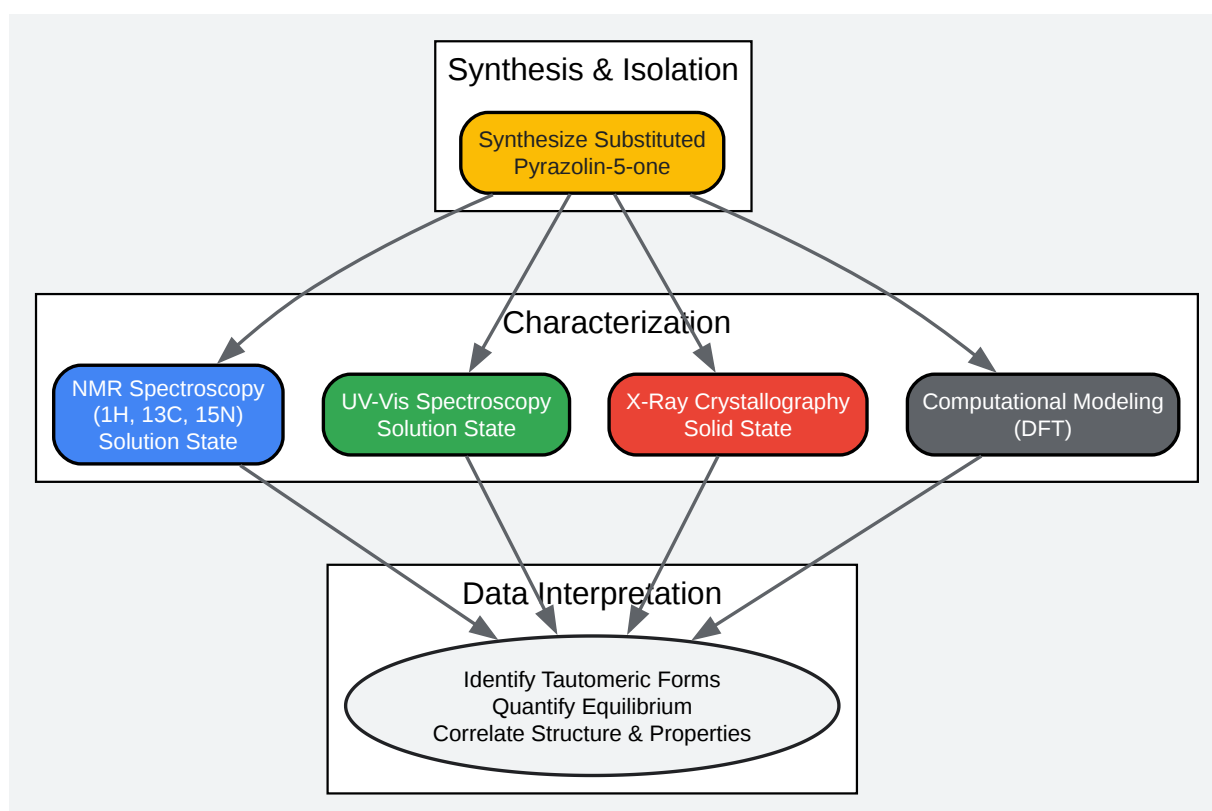 Synthesis & Isolation
Synthesize Substituted
Pyrazolin-5-one
Characterization
NMR Spectroscopy
(1H, 13C, 15N)
Solution State
UV-Vis Spectroscopy
Solution State
X-Ray Crystallography
Solid State
Computational Modeling
(DFT)
Data Interpretation
Identify Tautomeric Forms
Quantify Equilibrium
Correlate Structure & Properties